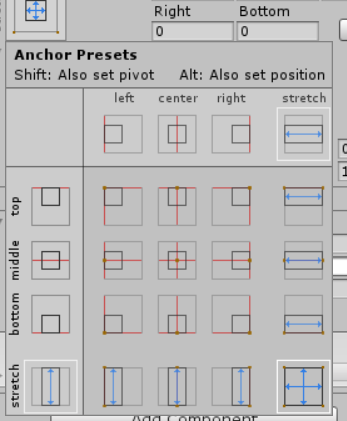 Right Bottom
0 0
Anchor Presets
Shift: Also set pivot Alt: Also set position
left center right stretch
top
middle
bottom
stretch
Add Component